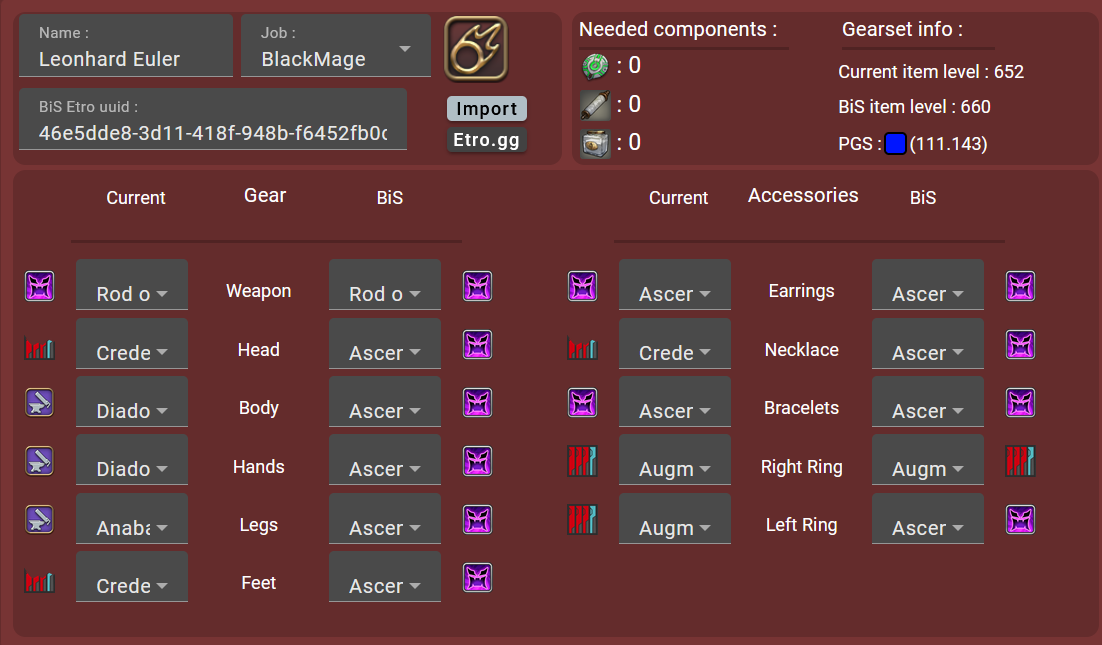 Name :
Leonhard Euler
Job :
BlackMage
BiS Etro uuid :
46e5dde8-3d11-418f-948b-f6452fb0c
Import
Etro.gg
Needed components :
: 0
: 0
: 0
Gearset info :
Current item level : 652
BiS item level : 660
PGS : (111.143)
Current Gear BiS
Rod o Weapon Rod o
Crede Head Ascer
Diado Body Ascer
Diado Hands Ascer
Anaba Legs Ascer
Crede Feet Ascer
Current Accessories BiS
Ascer Earrings Ascer
Crede Necklace Ascer
Ascer Bracelets Ascer
Augm Right Ring Augm
Augm Left Ring Ascer